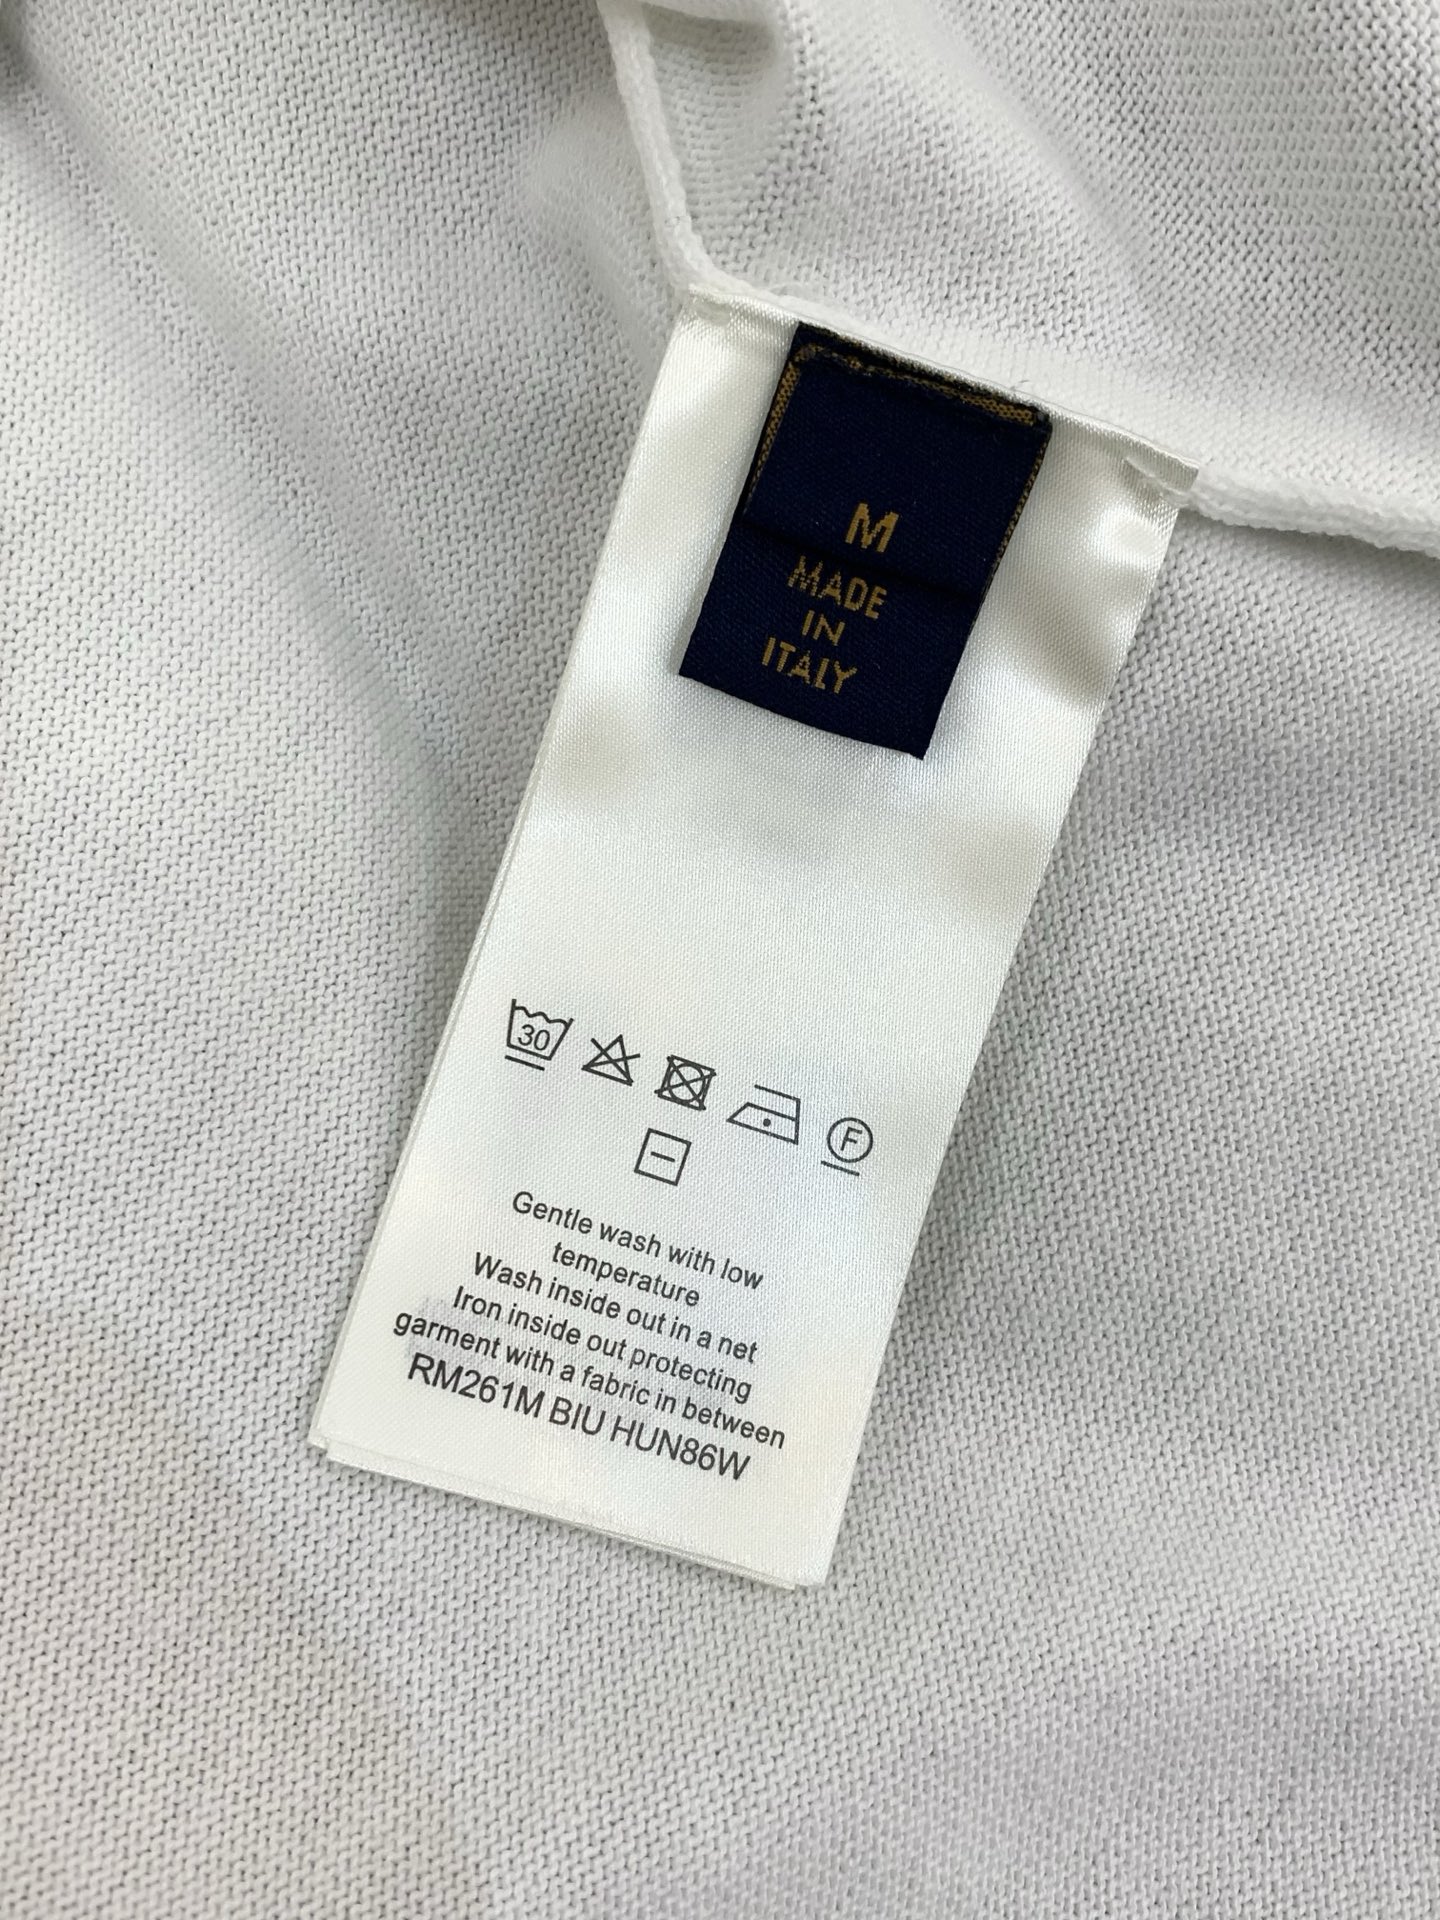 M
MADE
IN
ITALY
30
F
Gentle wash with low
temperature
Wash inside out in a net
Iron inside out protecting
garment with a fabric in between
RM261M BIU HUN86W